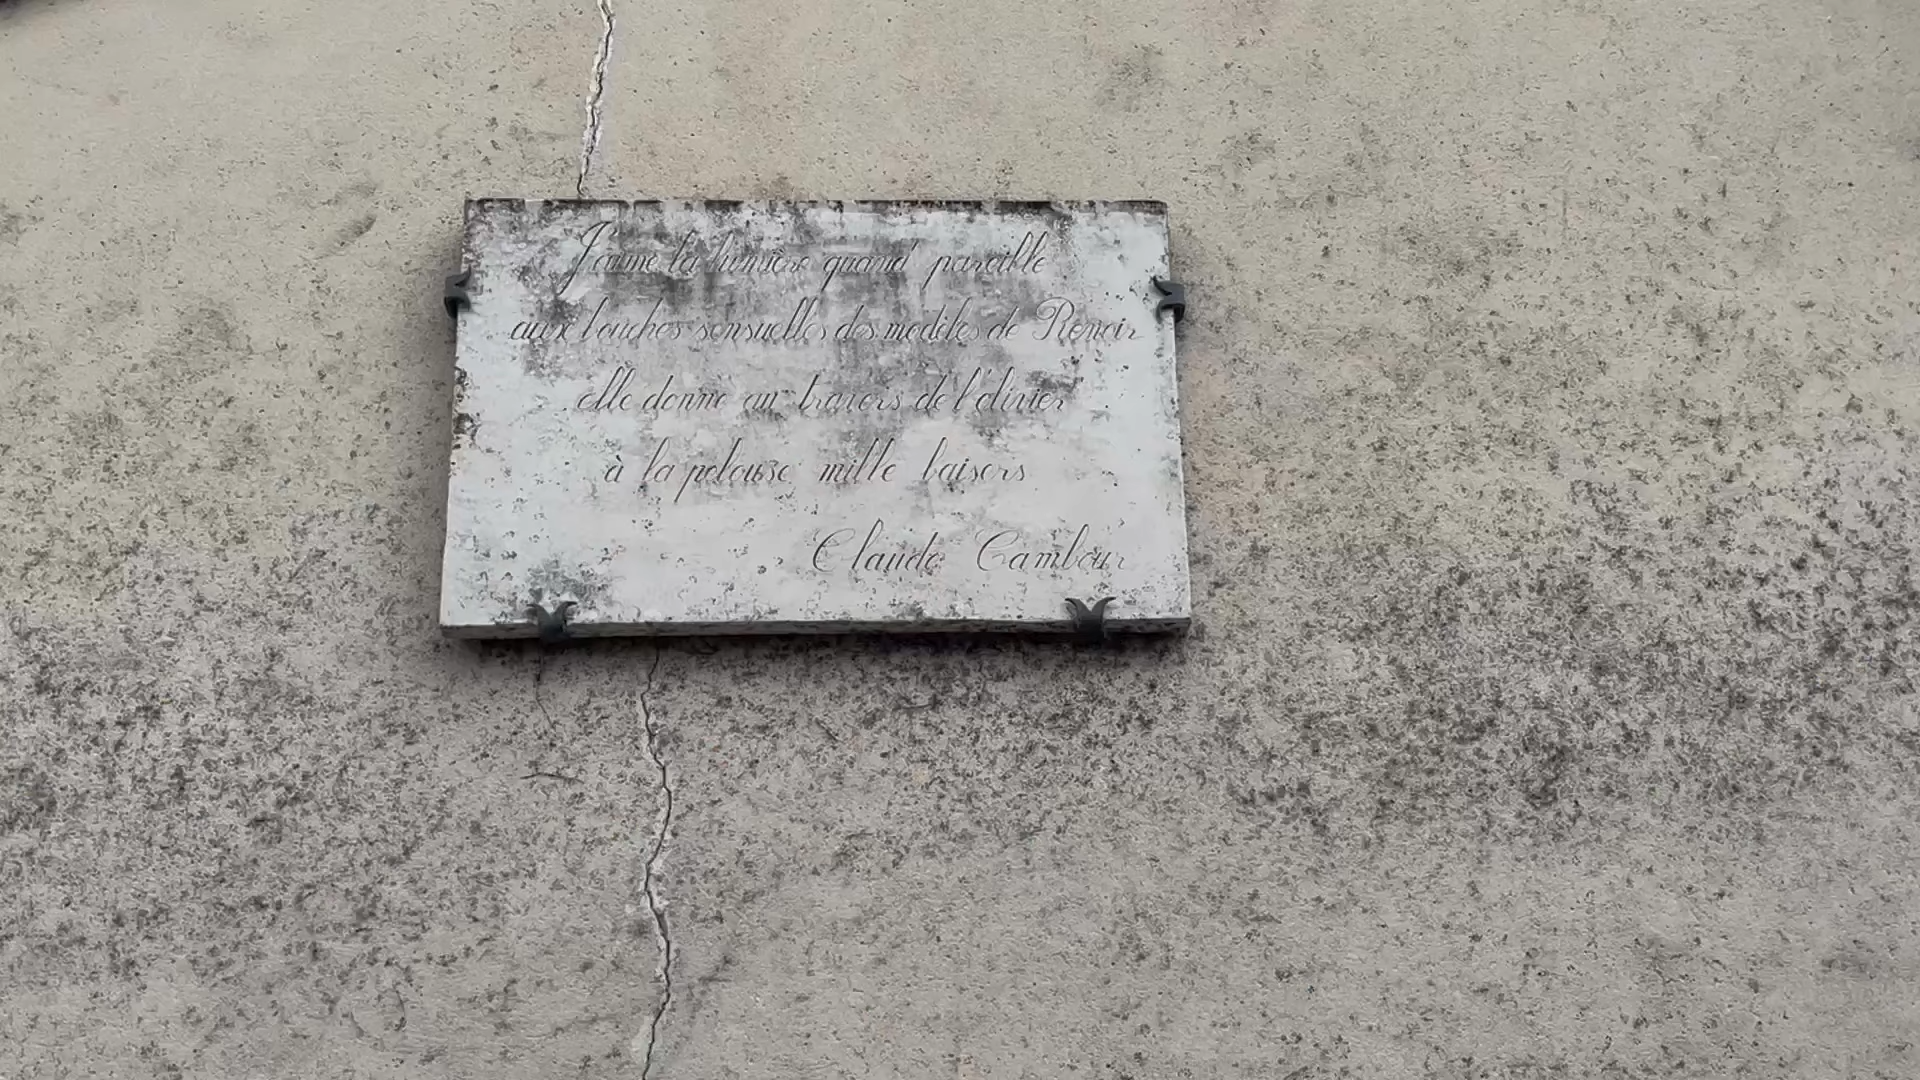 J'aime la lumière quand pareille
aux bouches sensuelles des modèles de Renoir
elle donne au travers de l'olivier
à la pelouse mille baisers
Claude Cambour